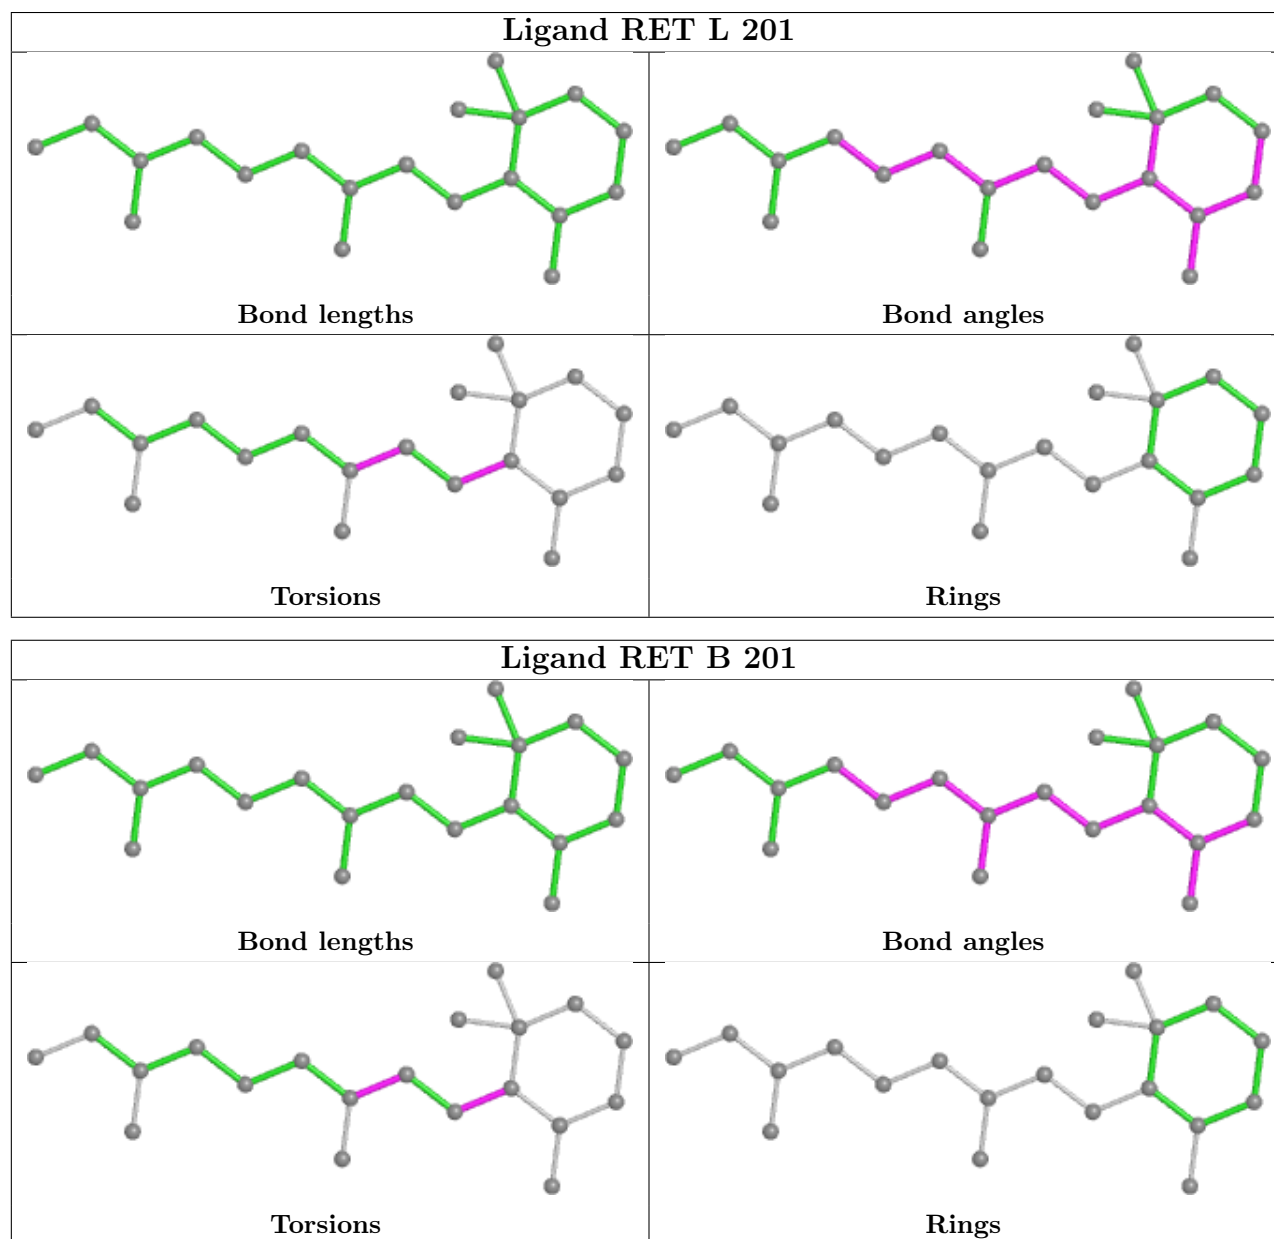 Ligand RET L 201
Bond lengths
Bond angles
Torsions
Rings
Ligand RET B 201
Bond lengths
Bond angles
Torsions
Rings